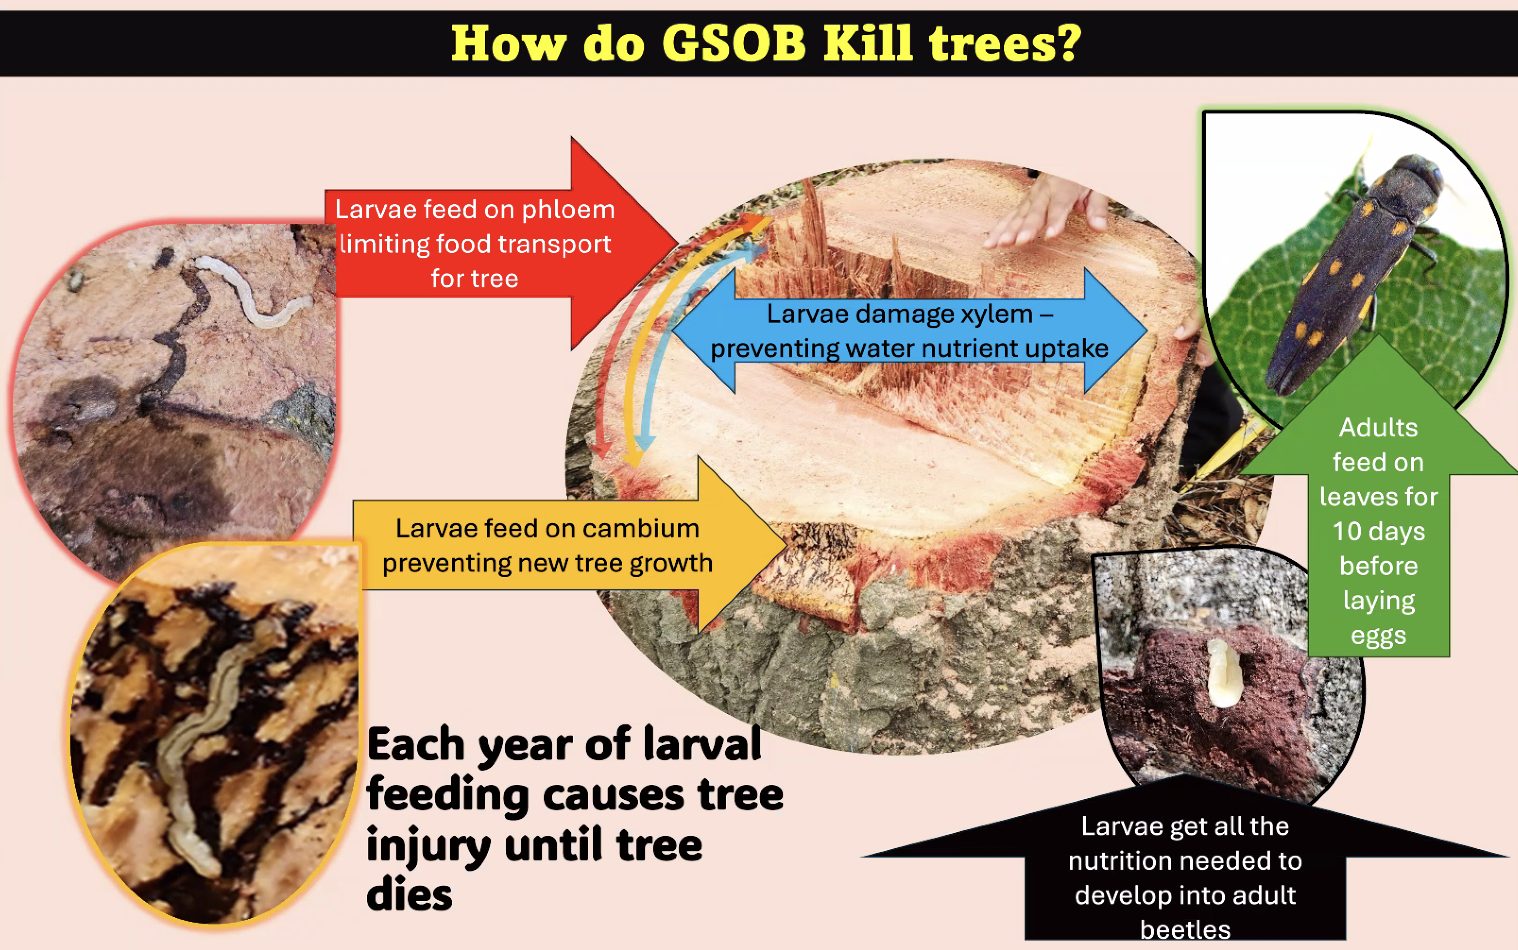 How do GSOB Kill trees?
Larvae feed on phloem
limiting food transport
for tree
Larvae damage xylem –
preventing water nutrient uptake
Larvae feed on cambium
preventing new tree growth
Adults
feed on
leaves for
10 days
before
laying
eggs
Each year of larval
feeding causes tree
injury until tree
dies
Larvae get all the
nutrition needed to
develop into adult
beetles